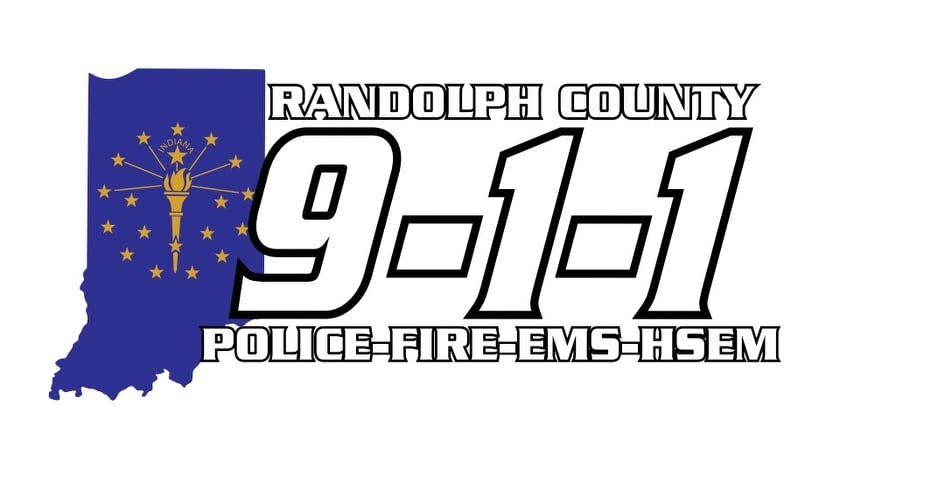 INDIANA
RANDOLPH COUNTY
9-1-1
POLICE-FIRE-EMS-HSEM